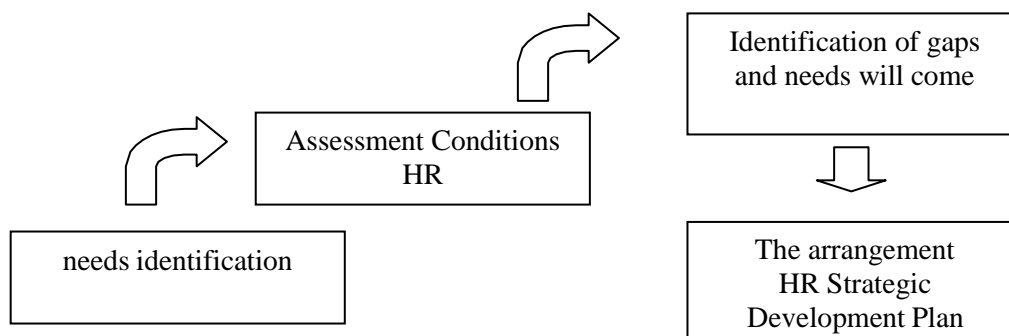 needs identification
Assessment Conditions
HR
Identification of gaps
and needs will come
The arrangement
HR Strategic
Development Plan